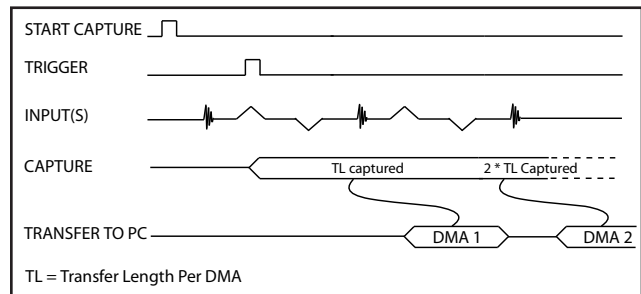 START CAPTURE
TRIGGER
INPUT(S)
CAPTURE
TL captured
2 * TL Captured
TRANSFER TO PC
DMA 1
DMA 2
TL = Transfer Length Per DMA